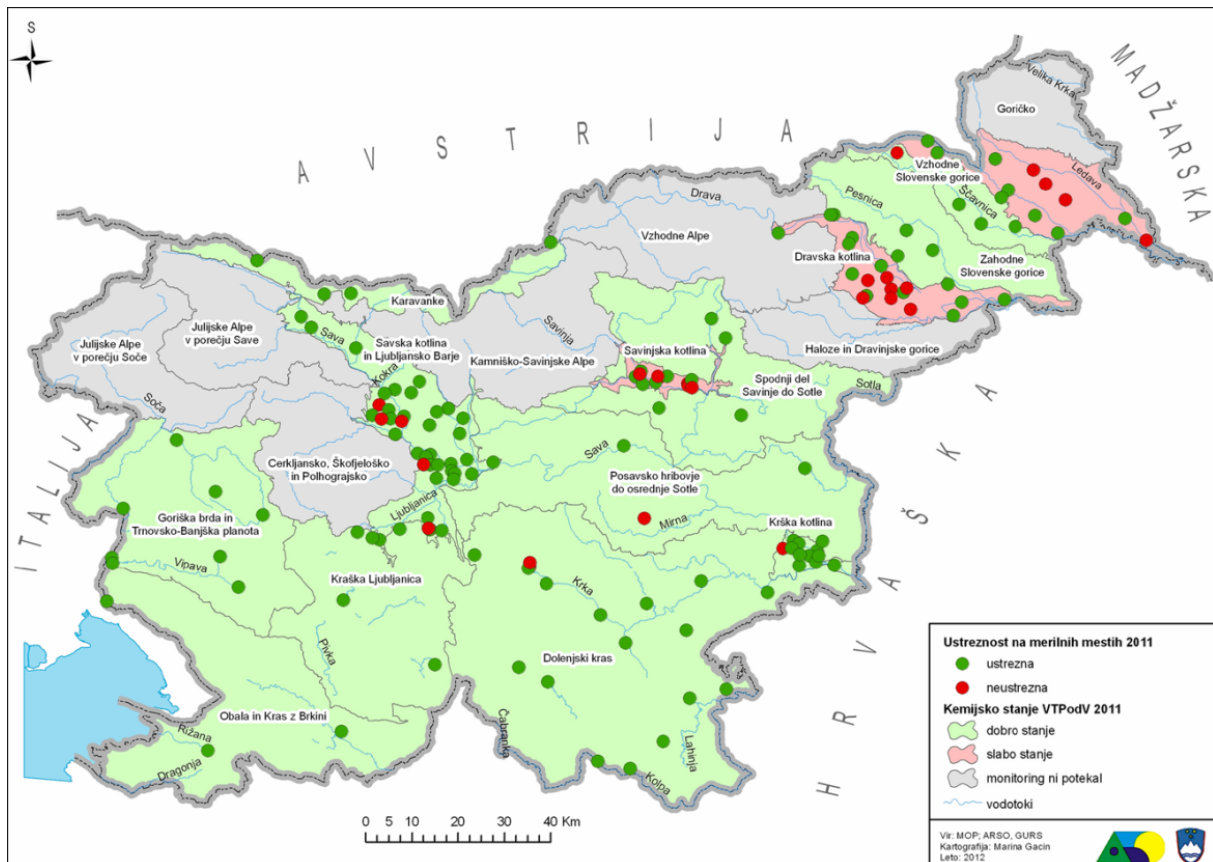 S
AVSTRIJA
MADŽARSKA
ITALIJA
HRVAŠKA
Velika Krka
Goričko
Ledava
Vzhodne
Slovenske gorice
Ščavnica
Pesnica
Drava
Vzhodne Alpe
Dravska kotlina
Zahodne
Slovenske gorice
Karavanke
Julijske Alpe
v porečju Save
Julijske Alpe
v porečju Soče
Sava
Savska kotlina
in Ljubljansko Barje
Kokra
Savinja
Kamniško-Savinjske Alpe
Savinjska kotlina
Haloze in Dravinjske gorice
Spodnji del
Savinje do Sotle
Sotla
Soča
Cerkljansko, Škofjeloško
in Polhograjsko
Sava
Posavsko hribovje
do osrednje Sotle
Ljubljanica
Mirna
Krška kotlina
Goriška brda in
Trnovsko-Banjška planota
Vipava
Kraška Ljubljanica
Krka
Pivka
Dolenjski kras
Obala in Kras z Brkini
Rižana
Dragonja
Čabranka
Kolpa
Lahinja
0 5 10 20 30 40 Km
Ustreznost na merilnih mestih 2011
ustrezna
neustrezna
Kemijsko stanje VTPodV 2011
dobro stanje
slabo stanje
monitoring ni potekal
vodotoki
Vir: MOP; ARSO, GURS
Kartografija: Marina Gacin
Leto: 2012